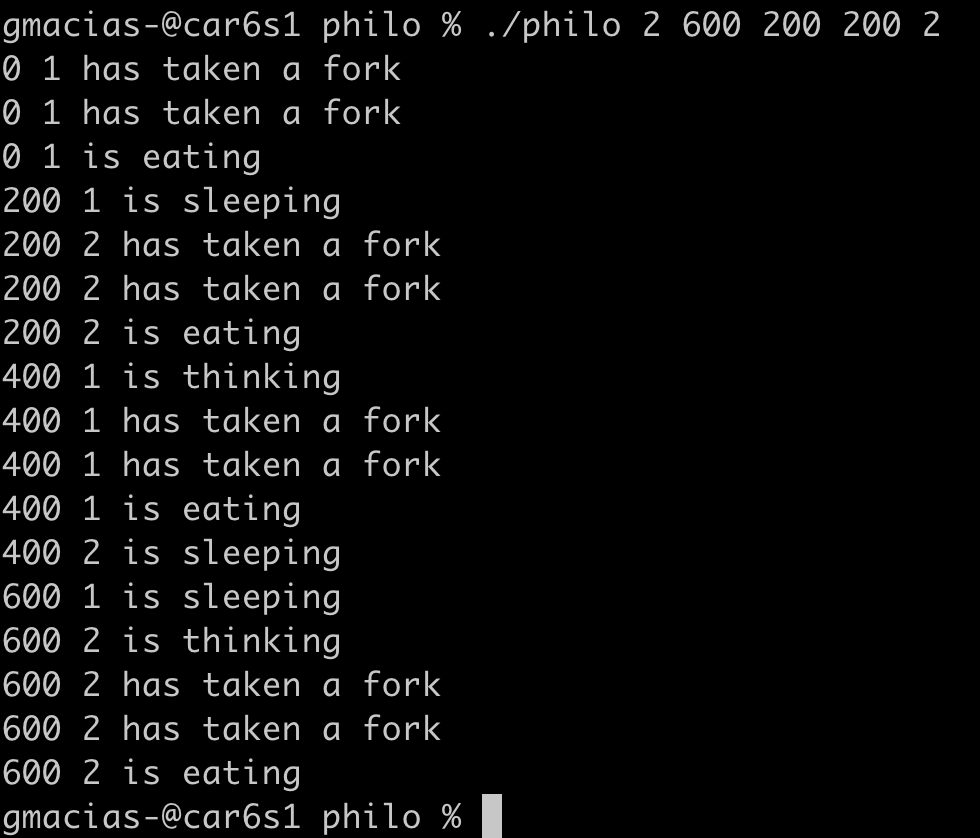 gmacias-@car6s1 philo % ./philo 2 600 200 200 2
0 1 has taken a fork
0 1 has taken a fork
0 1 is eating
200 1 is sleeping
200 2 has taken a fork
200 2 has taken a fork
200 2 is eating
400 1 is thinking
400 1 has taken a fork
400 1 has taken a fork
400 1 is eating
400 2 is sleeping
600 1 is sleeping
600 2 is thinking
600 2 has taken a fork
600 2 has taken a fork
600 2 is eating
gmacias-@car6s1 philo %